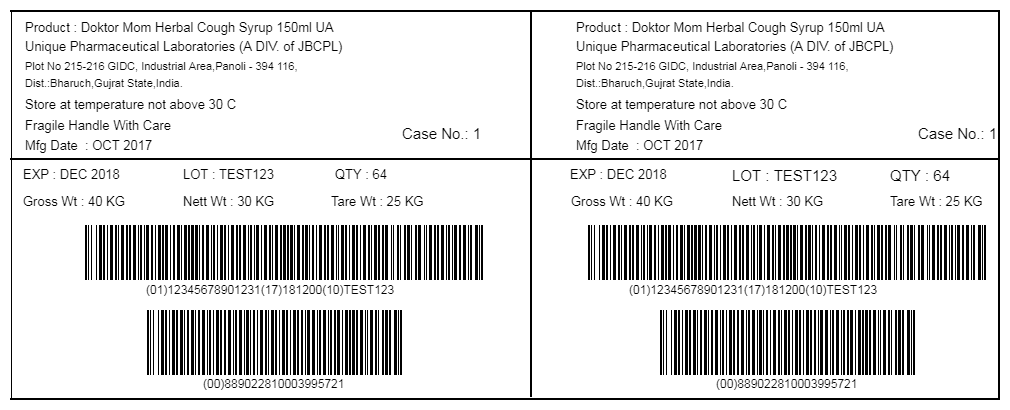 Product : Doktor Mom Herbal Cough Syrup 150ml UA
Unique Pharmaceutical Laboratories (A DIV. of JBCPL)
Plot No 215-216 GIDC, Industrial Area,Panoli - 394 116,
Dist.:Bharuch,Gujrat State,India.
Store at temperature not above 30 C
Fragile Handle With Care
Case No.: 1
Mfg Date : OCT 2017
EXP : DEC 2018 LOT : TEST123 QTY : 64
Gross Wt : 40 KG Nett Wt : 30 KG Tare Wt : 25 KG
(01)12345678901231(17)181200(10)TEST123
(00)889022810003995721
Product : Doktor Mom Herbal Cough Syrup 150ml UA
Unique Pharmaceutical Laboratories (A DIV. of JBCPL)
Plot No 215-216 GIDC, Industrial Area,Panoli - 394 116,
Dist.:Bharuch,Gujrat State,India.
Store at temperature not above 30 C
Fragile Handle With Care
Case No.: 1
Mfg Date : OCT 2017
EXP : DEC 2018 LOT : TEST123 QTY : 64
Gross Wt : 40 KG Nett Wt : 30 KG Tare Wt : 25 KG
(01)12345678901231(17)181200(10)TEST123
(00)889022810003995721